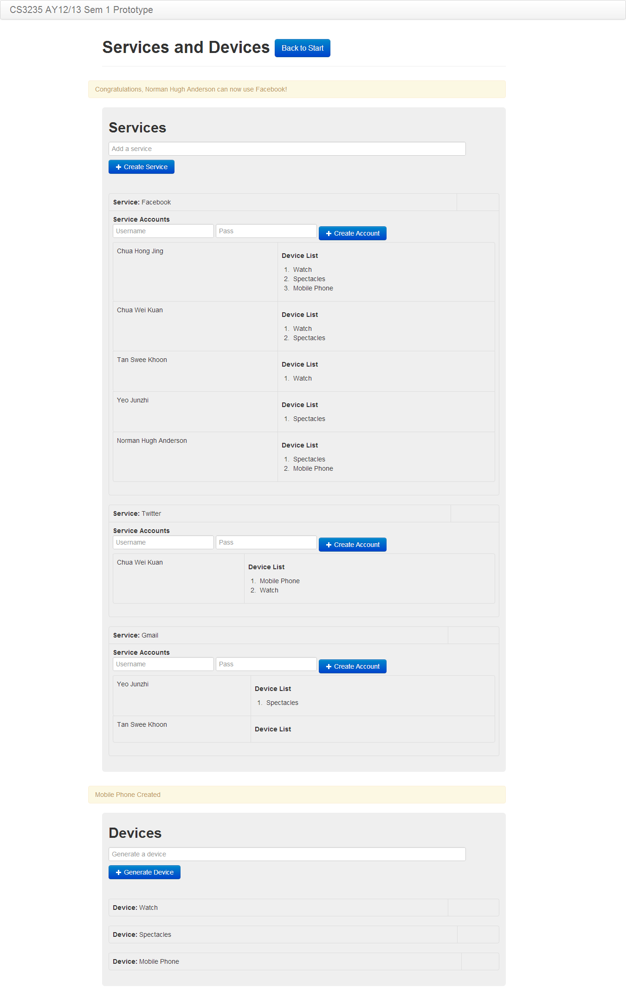 CS3235 AY12/13 Sem 1 Prototype
Services and Devices Back to Start
Congratulations, Norman Hugh Anderson can now use Facebook!
Services
Add a service
Create Service
Service: Facebook
Service Accounts
Username Pass Create Account
Chua Hong Jing
Device List
1. Watch
2. Spectacles
3. Mobile Phone
Chua Wei Kuan
Device List
1. Watch
2. Spectacles
Tan Swee Khoon
Device List
1. Watch
Yeo Junzhi
Device List
1. Spectacles
Norman Hugh Anderson
Device List
1. Spectacles
2. Mobile Phone
Service: Twitter
Service Accounts
Username Pass Create Account
Chua Wei Kuan
Device List
1. Mobile Phone
2. Watch
Service: Gmail
Service Accounts
Username Pass Create Account
Yeo Junzhi
Device List
1. Spectacles
Tan Swee Khoon
Device List
Mobile Phone Created
Devices
Generate a device
Generate Device
Device: Watch
Device: Spectacles
Device: Mobile Phone